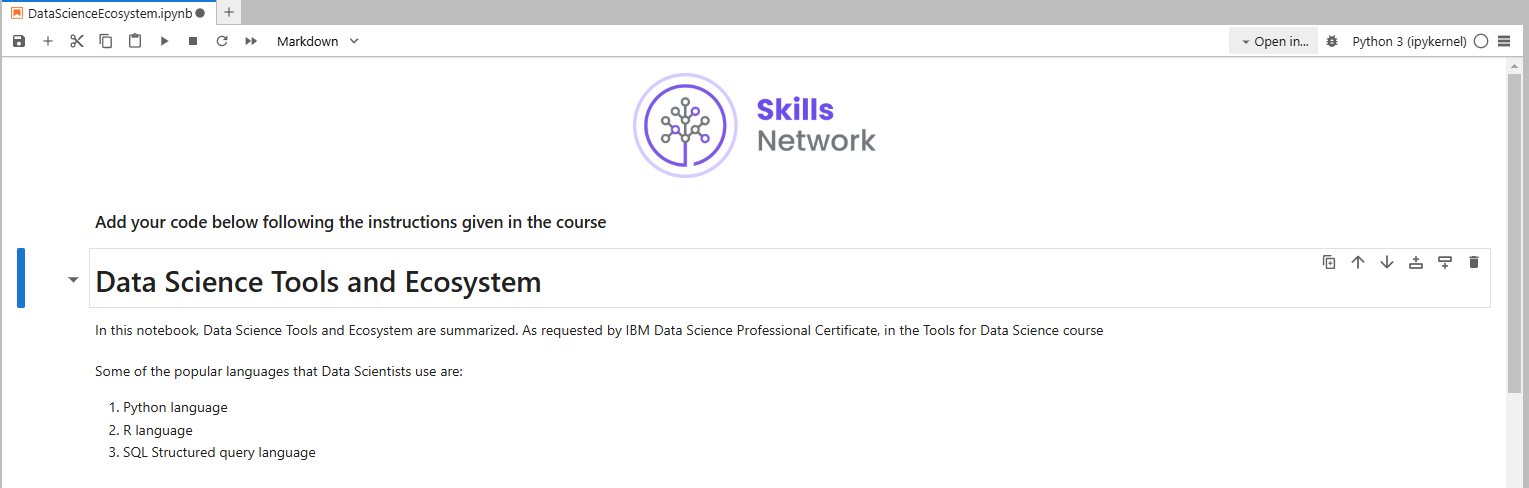 DataScienceEcosystem.ipynb
Markdown
Open in...
Python 3 (ipykernel)
Skills
Network
Add your code below following the instructions given in the course
Data Science Tools and Ecosystem
In this notebook, Data Science Tools and Ecosystem are summarized. As requested by IBM Data Science Professional Certificate, in the Tools for Data Science course
Some of the popular languages that Data Scientists use are:
1. Python language
2. R language
3. SQL Structured query language